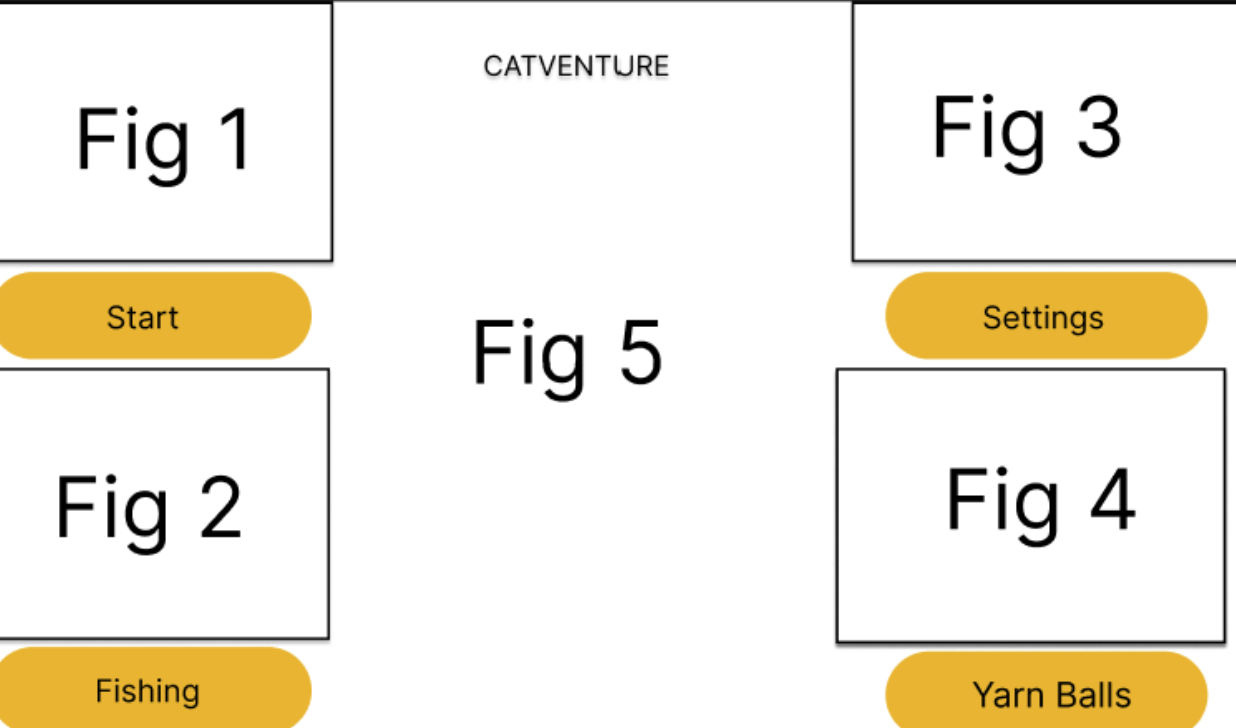 Fig 1
CATVENTURE
Fig 3
Start
Settings
Fig 5
Fig 2
Fig 4
Fishing
Yarn Balls